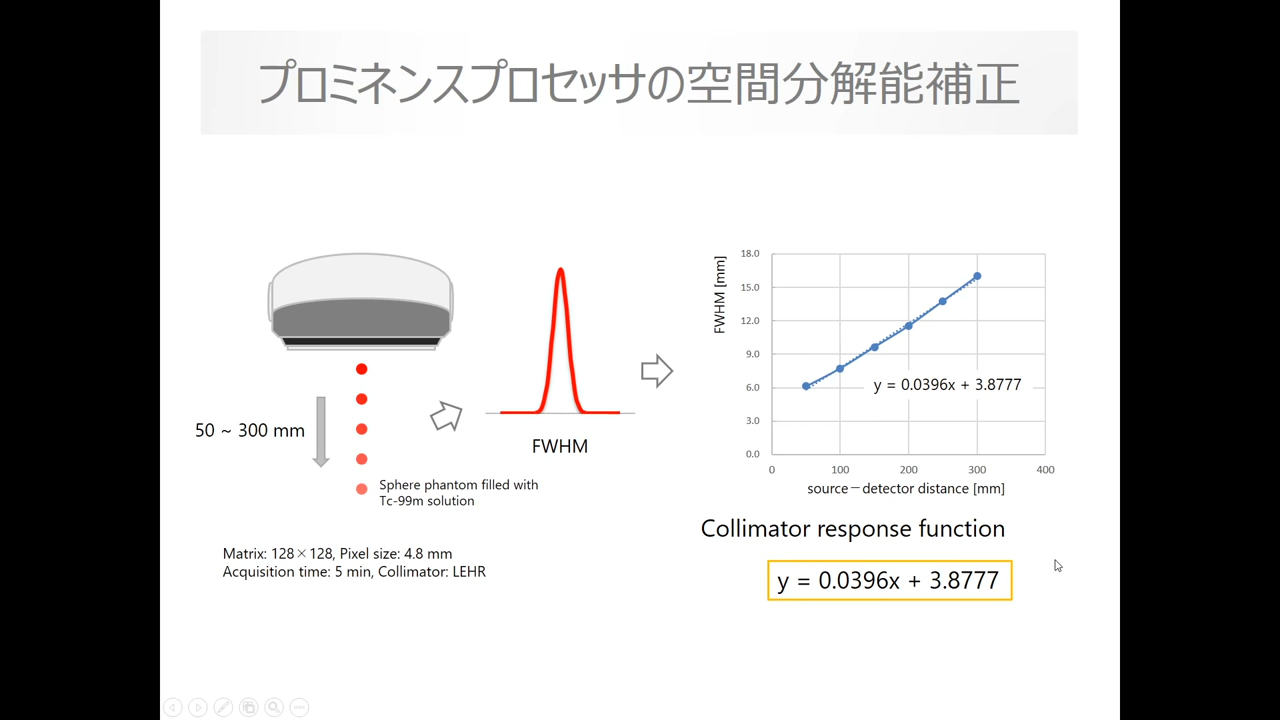 プロミネンスプロセッサの空間分解能補正
50 ~ 300 mm
Sphere phantom filled with
Tc-99m solution
Matrix: 128×128, Pixel size: 4.8 mm
Acquisition time: 5 min, Collimator: LEHR
FWHM
FWHM [mm]
18.0
15.0
12.0
9.0
6.0
3.0
0.0
y = 0.0396x + 3.8777
0 100 200 300 400
source－detector distance [mm]
Collimator response function
y = 0.0396x + 3.8777